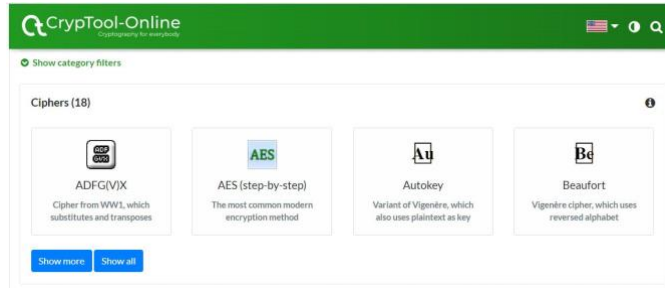 CrypTool-Online
Cryptography for everybody
Show category filters
Ciphers (18)
ADF
G(V)X
ADFG(V)X
Cipher from WW1, which
substitutes and transposes
AES
AES (step-by-step)
The most common modern
encryption method
Au
Autokey
Variant of Vigenère, which
also uses plaintext as key
Be
Beaufort
Vigenère cipher, which uses
reversed alphabet
Show more
Show all